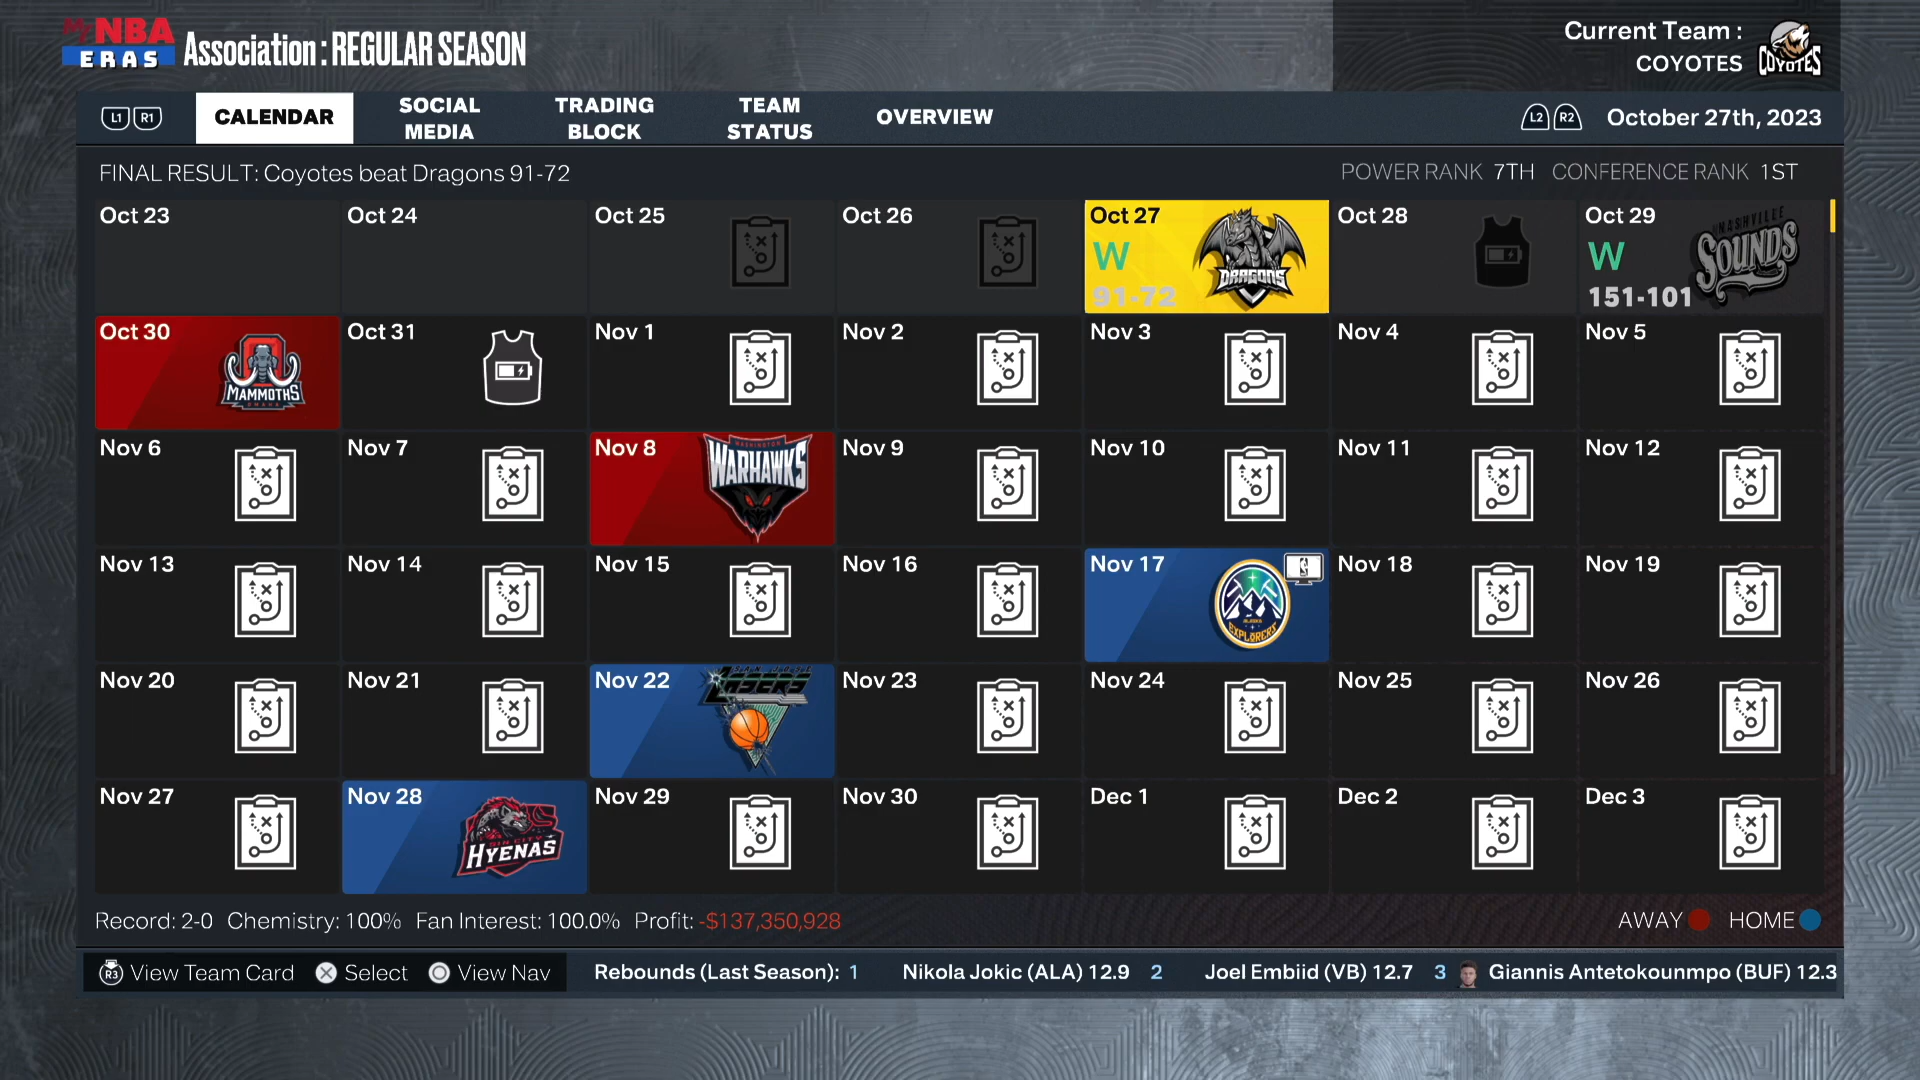 MyNBA ERAS
Association : REGULAR SEASON
Current Team :
COYOTES
COYOTES
L1 R1
CALENDAR
SOCIAL MEDIA
TRADING BLOCK
TEAM STATUS
OVERVIEW
L2 R2
October 27th, 2023
FINAL RESULT: Coyotes beat Dragons 91-72
POWER RANK 7TH CONFERENCE RANK 1ST
Oct 23
Oct 24
Oct 25
Oct 26
Oct 27
W
91-72
DRAGONS
Oct 28
Oct 29
W
151-101
NASHVILLE
SOUNDS
Oct 30
MAMMOTHS
OMAHA
Oct 31
Nov 1
Nov 2
Nov 3
Nov 4
Nov 5
Nov 6
Nov 7
Nov 8
WASHINGTON
WARHAWKS
Nov 9
Nov 10
Nov 11
Nov 12
Nov 13
Nov 14
Nov 15
Nov 16
Nov 17
ALASKA
EXPLORERS
Nov 18
Nov 19
Nov 20
Nov 21
Nov 22
LASERS
Nov 23
Nov 24
Nov 25
Nov 26
Nov 27
Nov 28
SIN CITY
HYENAS
Nov 29
Nov 30
Dec 1
Dec 2
Dec 3
Record: 2-0 Chemistry: 100% Fan Interest: 100.0% Profit: -$137,350,928
AWAY HOME
R3 View Team Card Select View Nav
Rebounds (Last Season): 1 Nikola Jokic (ALA) 12.9 2 Joel Embiid (VB) 12.7 3 Giannis Antetokounmpo (BUF) 12.3